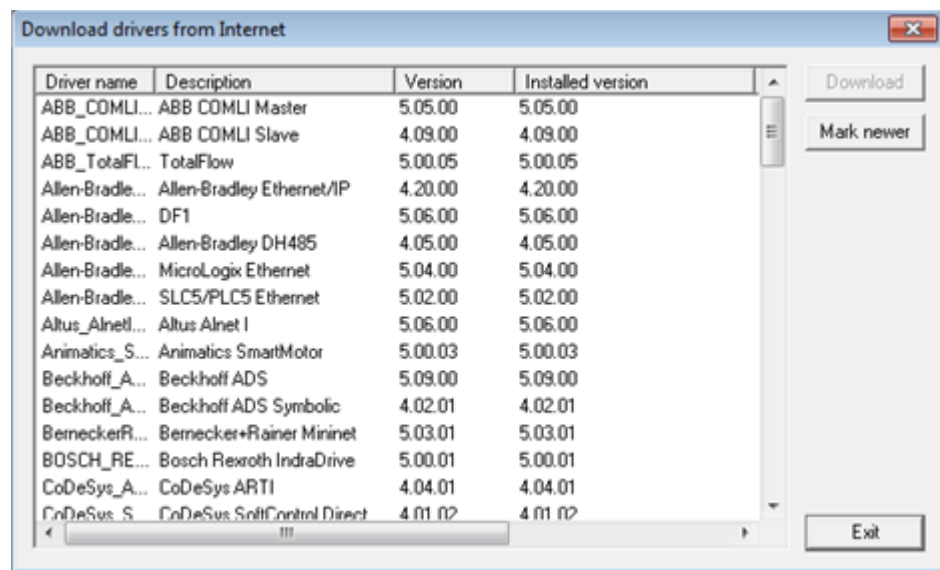 Download drivers from Internet
Driver name Description Version Installed version
Download
ABB_COMLI... ABB COMLI Master 5.05.00 5.05.00
ABB_COMLI... ABB COMLI Slave 4.09.00 4.09.00
Mark newer
ABB_TotalFl... TotalFlow 5.00.05 5.00.05
Allen-Bradle... Allen-Bradley Ethernet/IP 4.20.00 4.20.00
Allen-Bradle... DF1 5.06.00 5.06.00
Allen-Bradle... Allen-Bradley DH485 4.05.00 4.05.00
Allen-Bradle... MicroLogix Ethernet 5.04.00 5.04.00
Allen-Bradle... SLC5/PLC5 Ethernet 5.02.00 5.02.00
Altus_AlnetI... Altus Alnet I 5.06.00 5.06.00
Animatics_S... Animatics SmartMotor 5.00.03 5.00.03
Beckhoff_A... Beckhoff ADS 5.09.00 5.09.00
Beckhoff_A... Beckhoff ADS Symbolic 4.02.01 4.02.01
BerneckerR... Bernecker+Rainer Mininet 5.03.01 5.03.01
BOSCH_RE... Bosch Rexroth IndraDrive 5.00.01 5.00.01
CoDeSys_A... CoDeSys ARTI 4.04.01 4.04.01
CoDeSys_S... CoDeSys SoftControl Direct 4.01.02 4.01.02
Exit